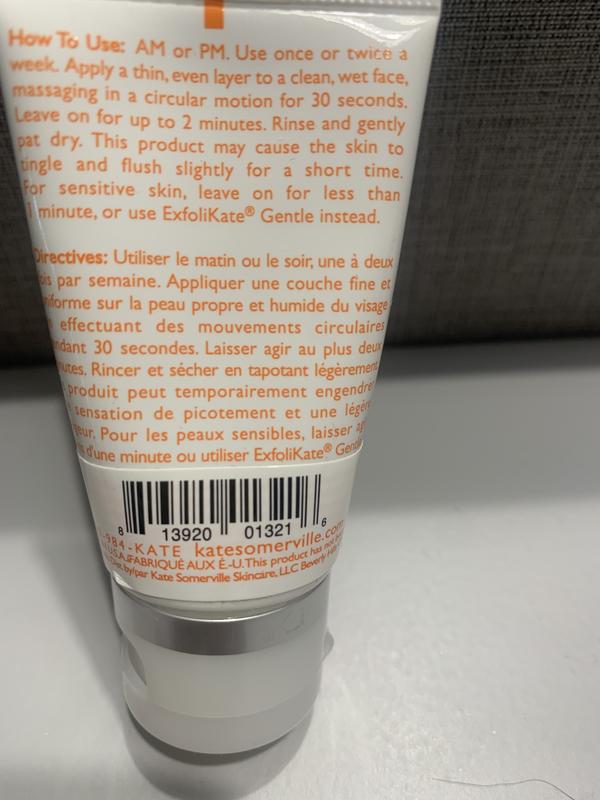 How To Use: AM or PM. Use once or twice a
week. Apply a thin, even layer to a clean, wet face,
massaging in a circular motion for 30 seconds.
Leave on for up to 2 minutes. Rinse and gently
pat dry. This product may cause the skin to
tingle and flush slightly for a short time.
For sensitive skin, leave on for less than
1 minute, or use ExfoliKate® Gentle instead.
Directives: Utiliser le matin ou le soir, une à deux
par semaine. Appliquer une couche fine et
sur la peau propre et humide du visage
effectuant des mouvements circulaires
30 secondes. Laisser agir au plus deux
Rincer et sécher en tapotant légèrement
produit peut temporairement engendrer
sensation de picotement et une
Pour les peaux sensibles, laisser
d'une minute ou utiliser ExfoliKate® Gentle
8 13920 01321 6
984-KATE katesomerville.com
FABRIQUÉ AUX É.-U. This product has not
by/par Kate Somerville Skincare, LLC Beverly